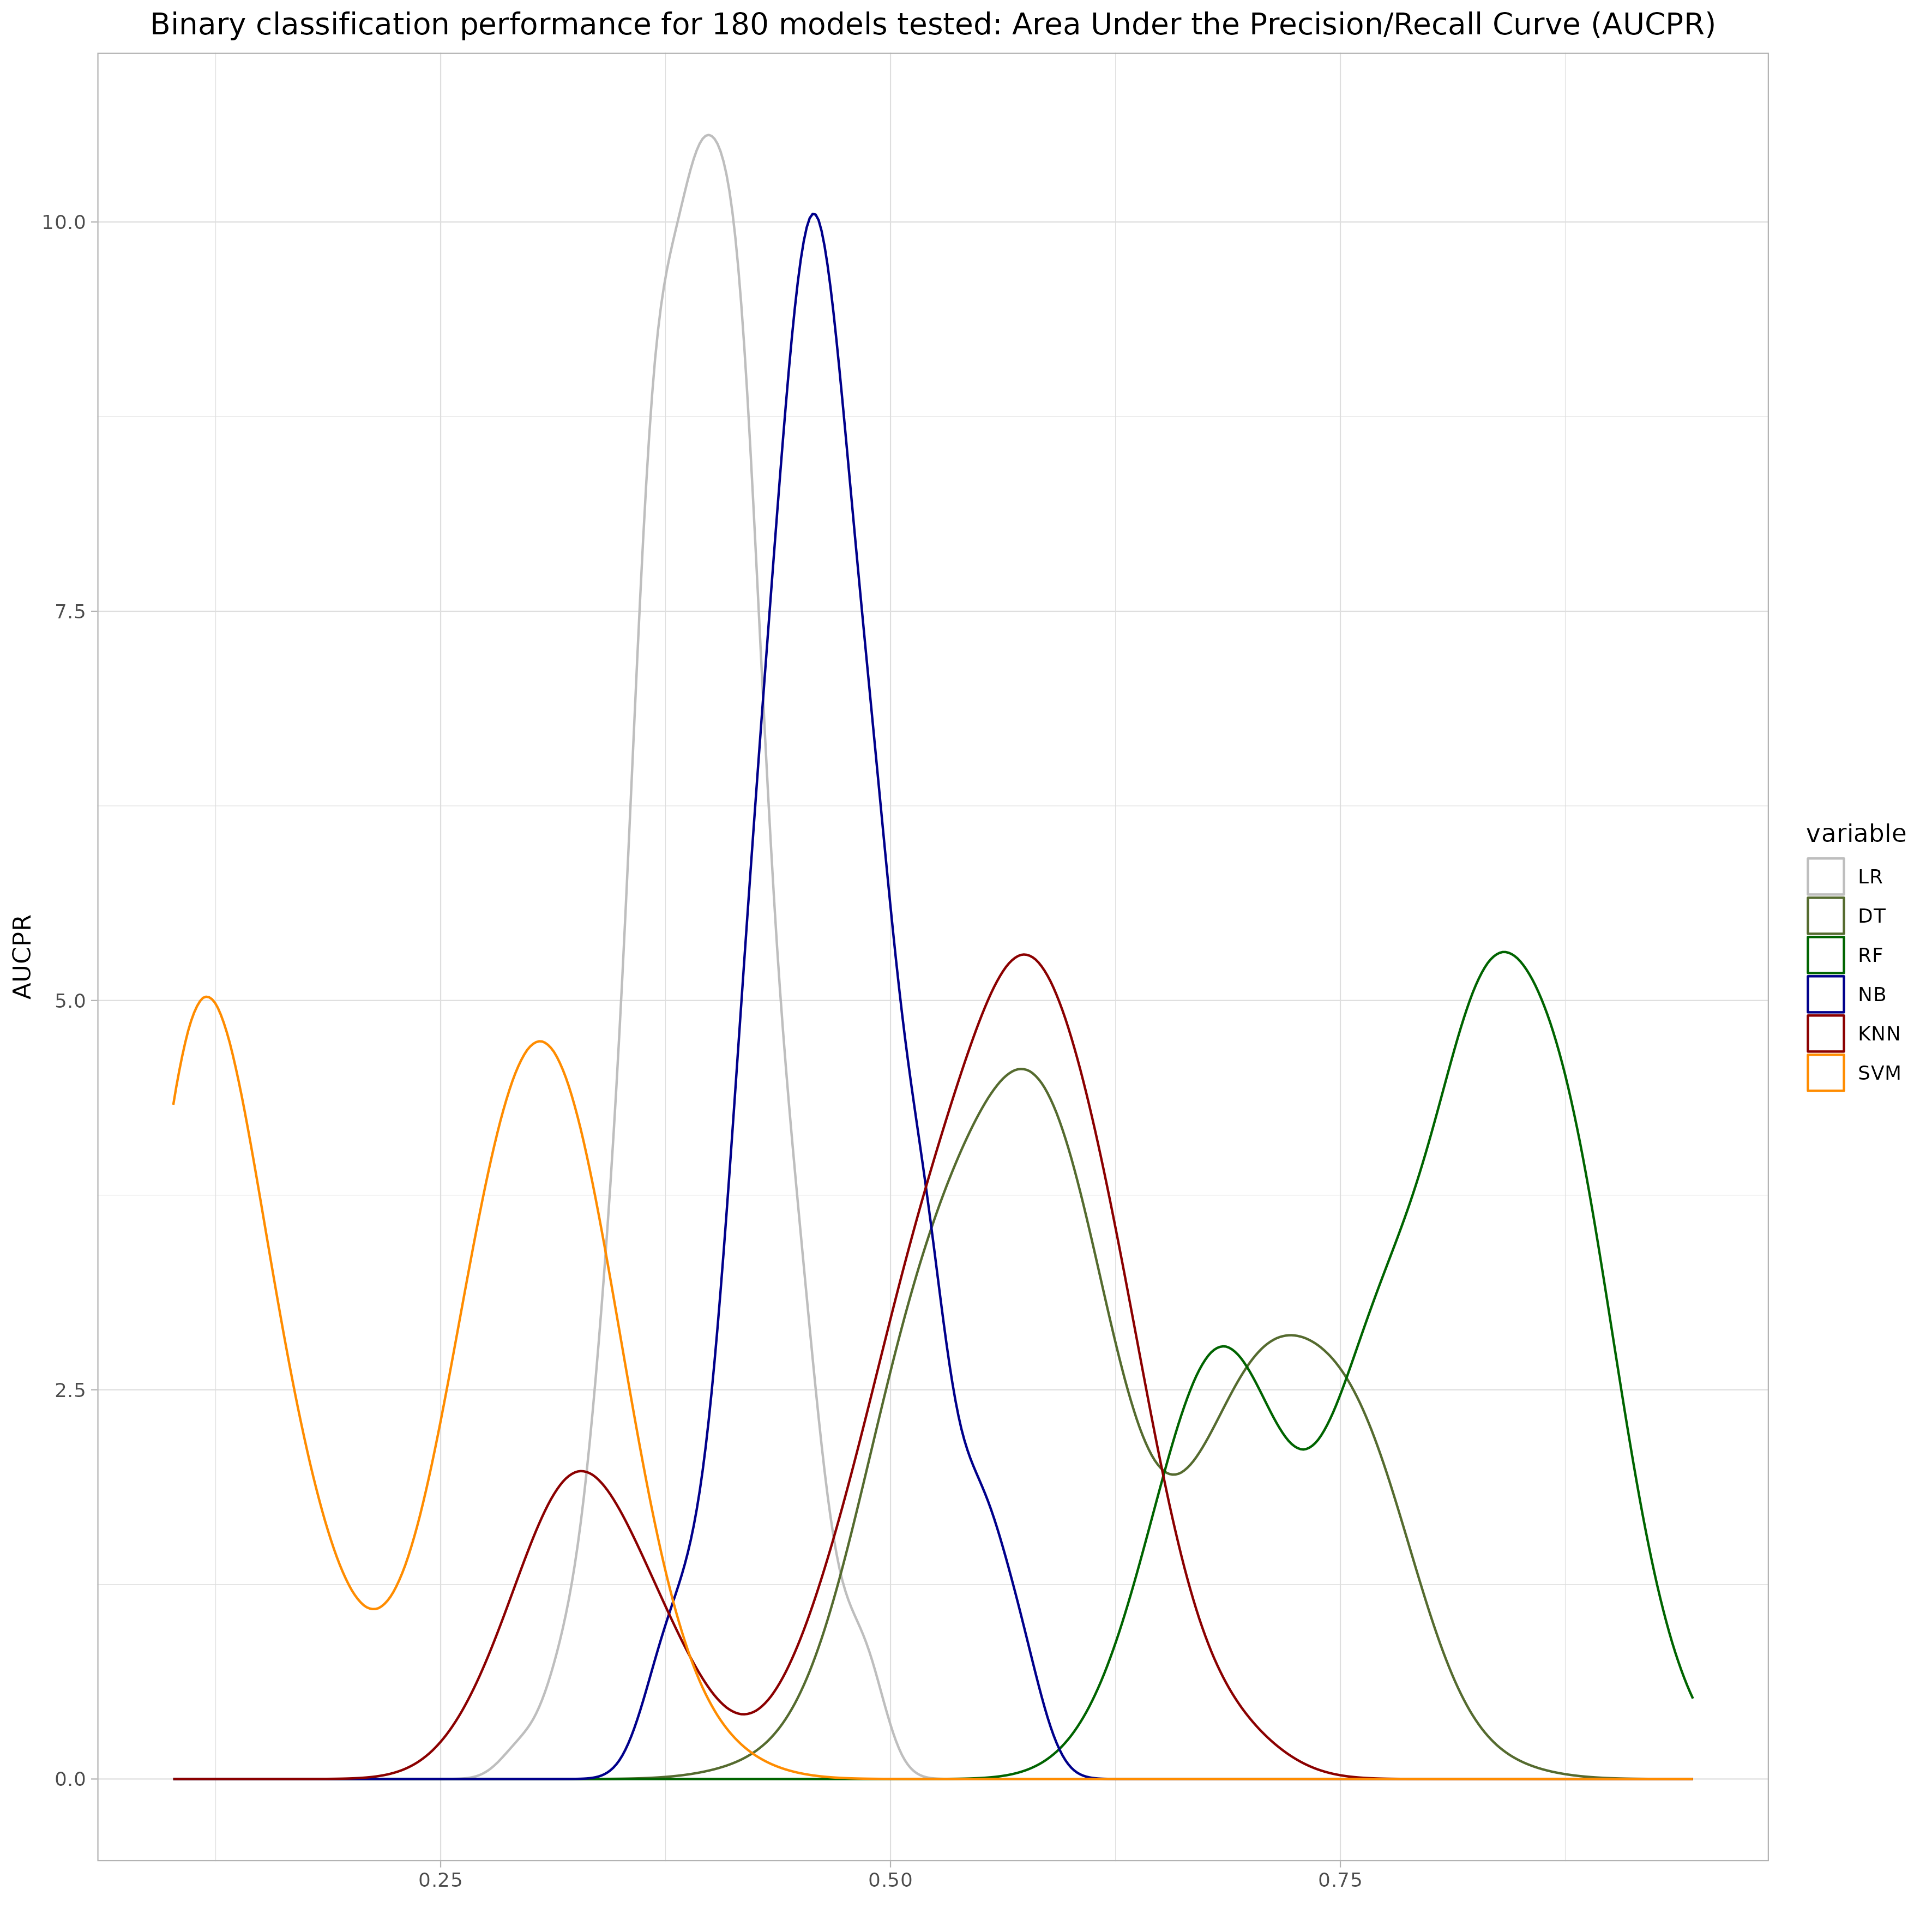 Binary classification performance for 180 models tested: Area Under the Precision/Recall Curve (AUCPR)
AUCPR
10.0
7.5
5.0
2.5
0.0
0.25 0.50 0.75
variable
LR
DT
RF
NB
KNN
SVM